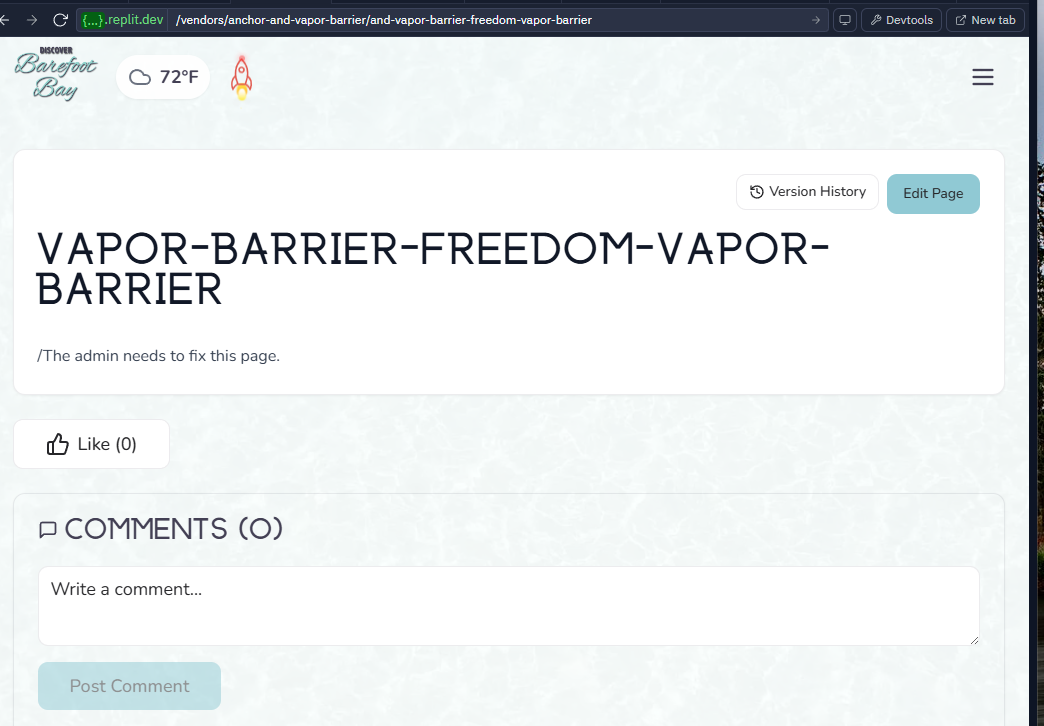 {...}.replit.dev /vendors/anchor-and-vapor-barrier/and-vapor-barrier-freedom-vapor-barrier Devtools New tab
DISCOVER
Barefoot
Bay
72°F
Version History Edit Page
VAPOR-BARRIER-FREEDOM-VAPOR-
BARRIER
/The admin needs to fix this page.
Like (0)
COMMENTS (0)
Write a comment...
Post Comment